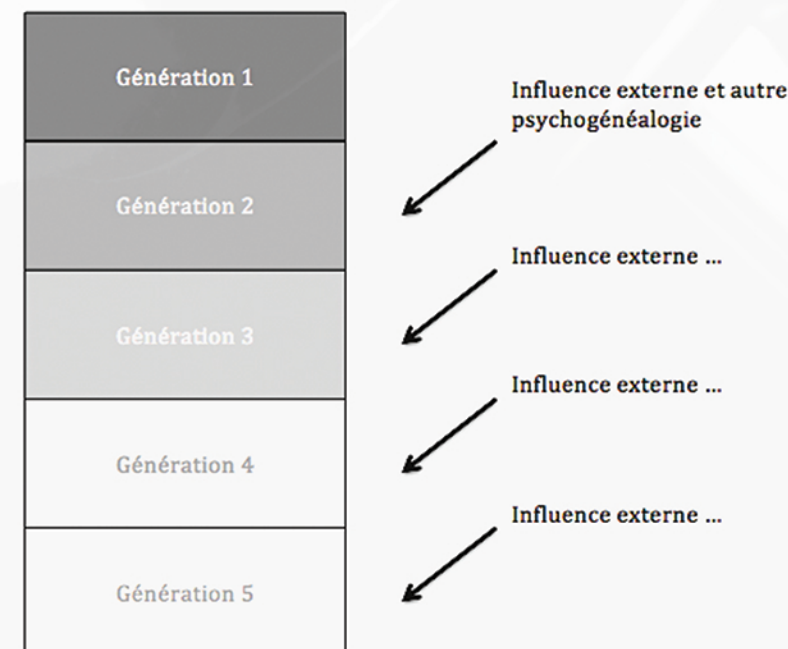 Génération 1
Influence externe et autre
psychogénéalogie
Génération 2
Influence externe ...
Génération 3
Influence externe ...
Génération 4
Influence externe ...
Génération 5